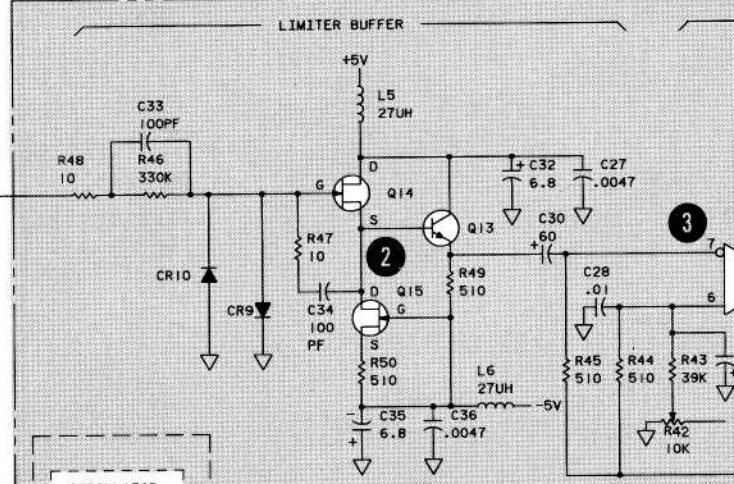 LIMITER BUFFER
+5V
L5
27UH
C33
100PF
R48
10
R46
330K
D
G
Q14
S
+
C32
6.8
C27
.0047
Q13
C30
+
60
3
7
R47
10
2
CR10
CR9
C34
100
PF
D
Q15
G
S
R49
510
C28
.01
6
R50
510
L6
27UH
-5V
R45
510
R44
510
R43
39K
+
R42
10K
-
C35
6.8
+
C36
.0047